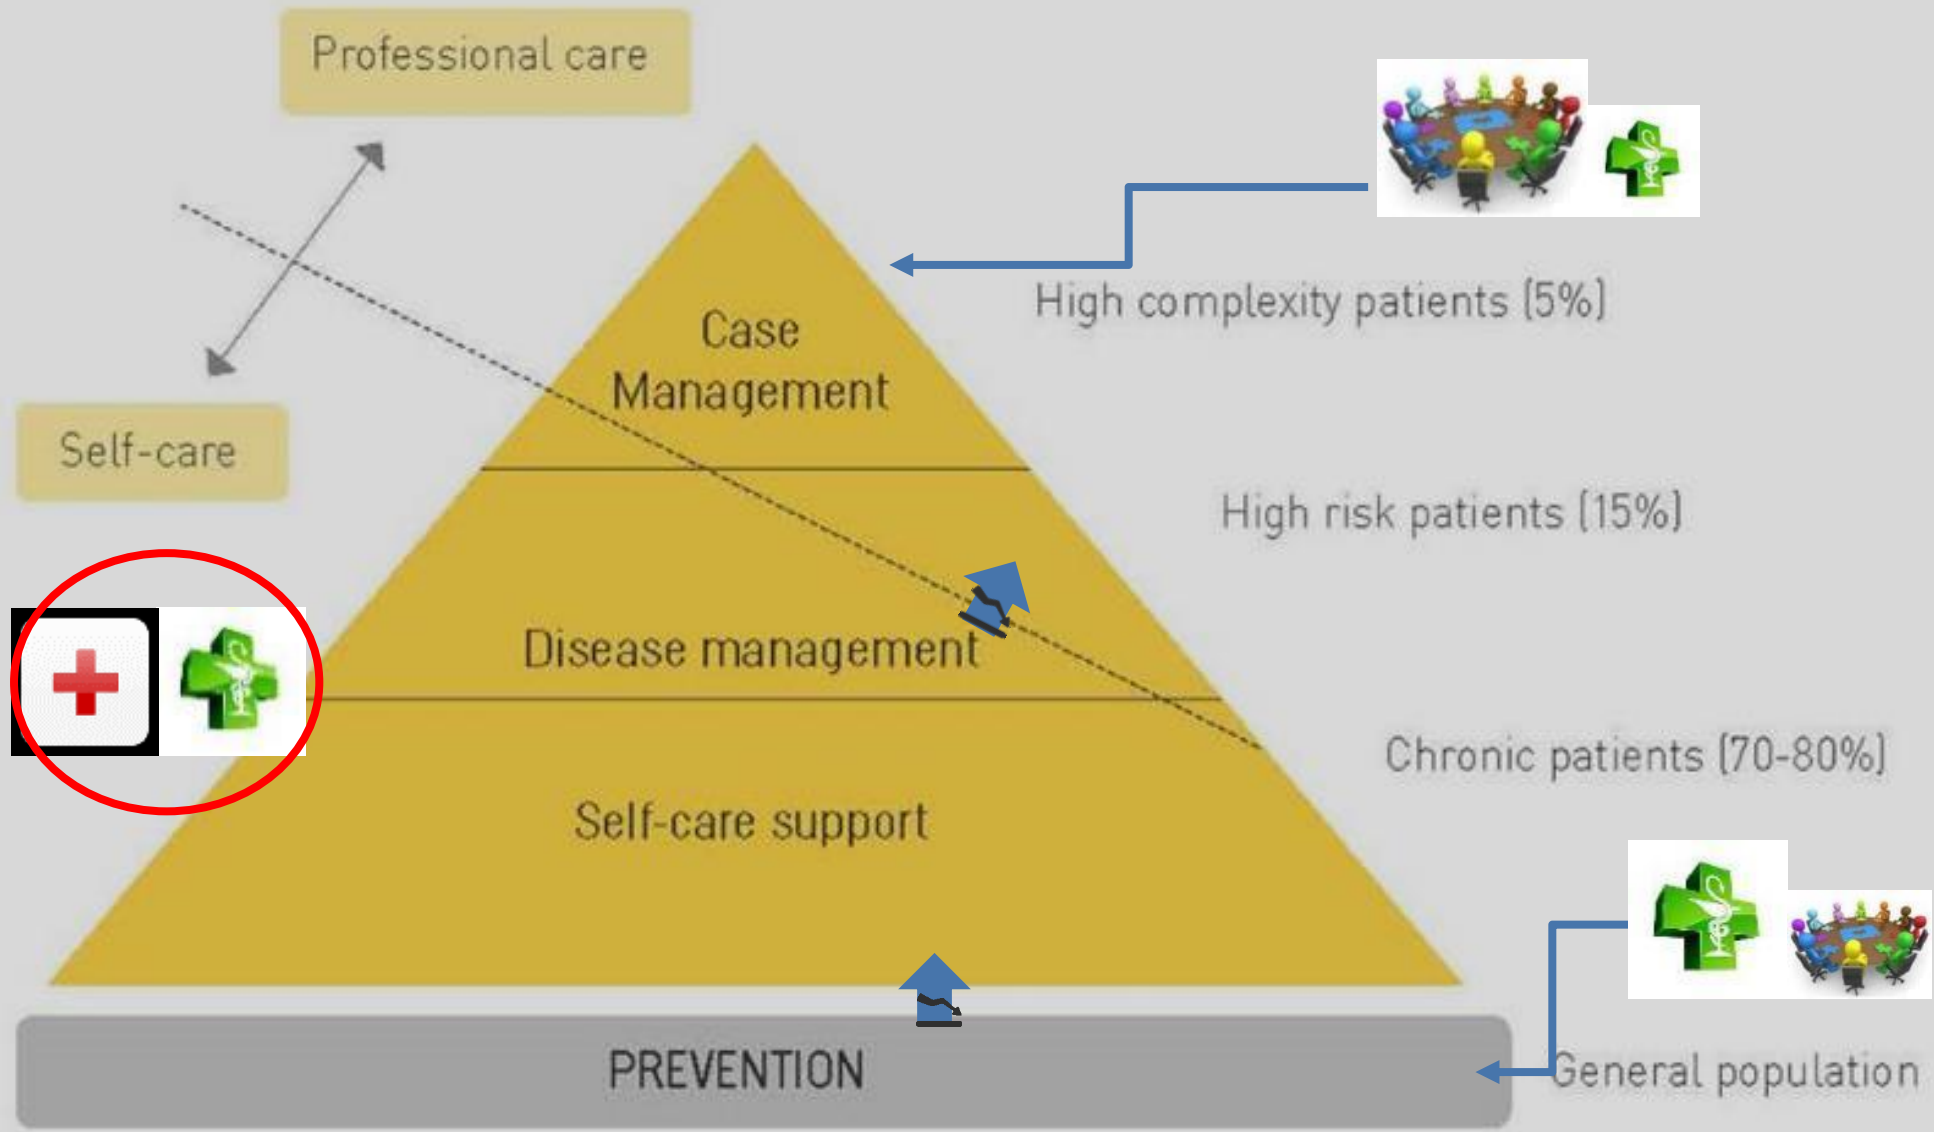 Professional care
Case
Management
High complexity patients (5%)
Self-care
High risk patients (15%)
Disease management
Chronic patients (70-80%)
Self-care support
PREVENTION
General population